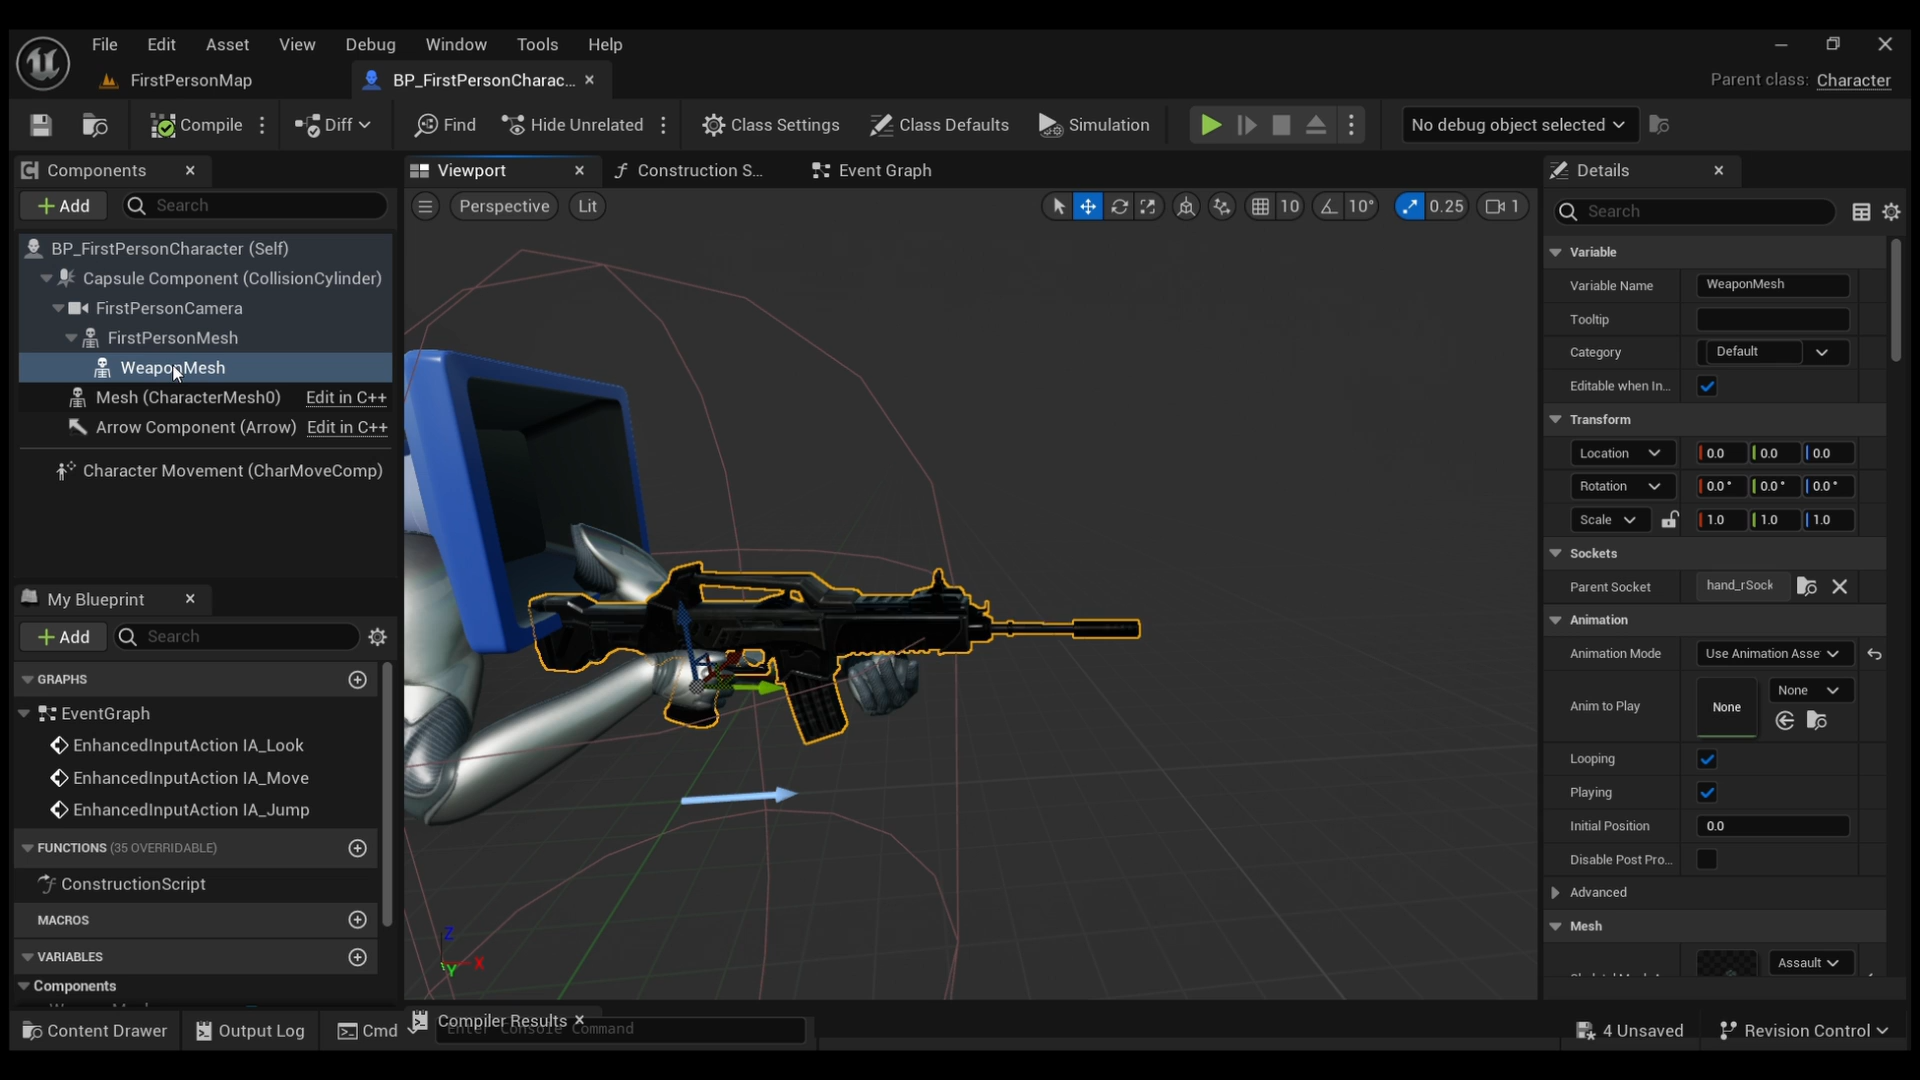 File Edit Asset View Debug Window Tools Help
FirstPersonMap BP_FirstPersonCharac... Parent class: Character
Compile Diff Find Hide Unrelated Class Settings Class Defaults Simulation No debug object selected
Components Viewport Construction S... Event Graph Details
Add Search Perspective Lit 10 10° 0.25 1 Search
BP_FirstPersonCharacter (Self)
Capsule Component (CollisionCylinder)
FirstPersonCamera
FirstPersonMesh
WeaponMesh
Mesh (CharacterMesh0) Edit in C++
Arrow Component (Arrow) Edit in C++
Character Movement (CharMoveComp)
My Blueprint
Add Search
GRAPHS
EventGraph
EnhancedInputAction IA_Look
EnhancedInputAction IA_Move
EnhancedInputAction IA_Jump
FUNCTIONS (35 OVERRIDABLE)
ConstructionScript
MACROS
VARIABLES
Components
Z
Y X
Variable
Variable Name WeaponMesh
Tooltip
Category Default
Editable when In...
Transform
Location 0.0 0.0 0.0
Rotation 0.0° 0.0° 0.0°
Scale 1.0 1.0 1.0
Sockets
Parent Socket hand_rSock
Animation
Animation Mode Use Animation Asse
Anim to Play None None
Looping
Playing
Initial Position 0.0
Disable Post Pro...
Advanced
Mesh
Assault
Content Drawer Output Log Cmd Compiler Results Enter Console Command 4 Unsaved Revision Control